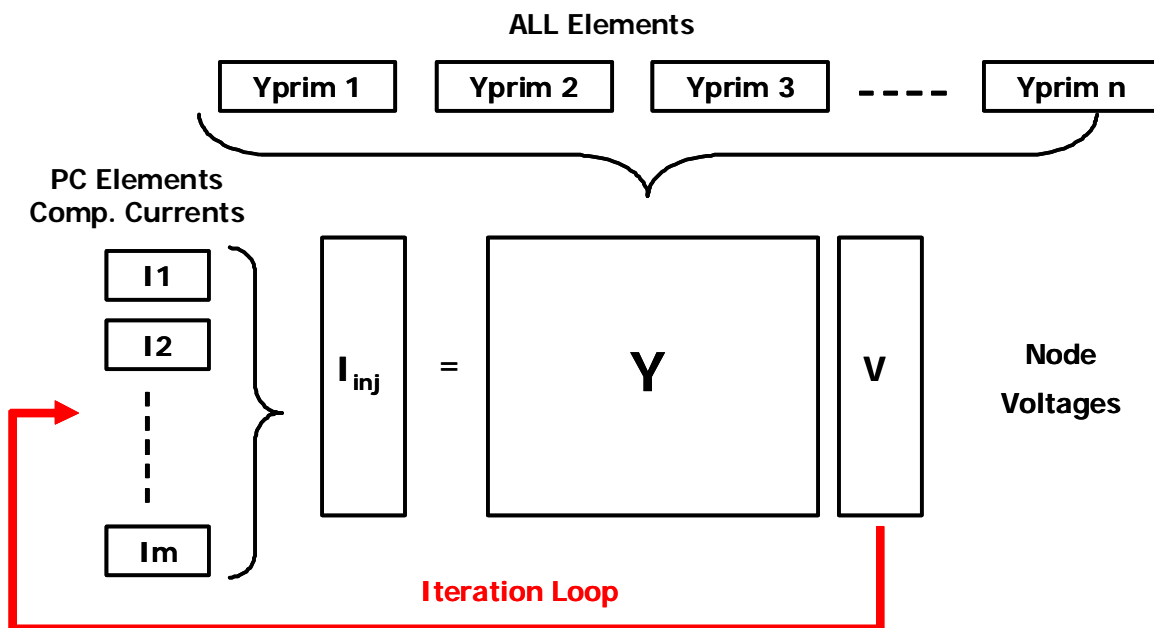 ALL Elements
Yprim 1
Yprim 2
Yprim 3
Yprim n
PC Elements
Comp. Currents
I1
I2
Im
Iinj
=
Y
V
Node
Voltages
Iteration Loop